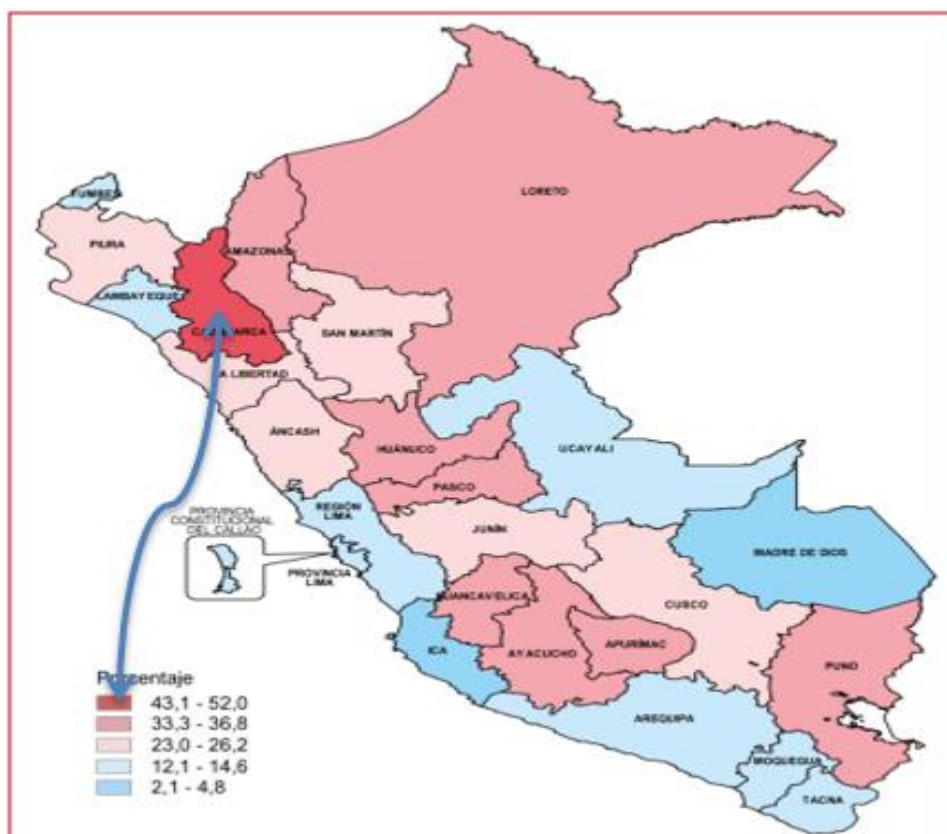 LORETO
TUMBES
PIURA
AMAZONAS
LAMBAYEQUE
CAJAMARCA
SAN MARTÍN
LA LIBERTAD
ÁNCASH
HUÁNUCO
UCAYALI
PASCO
REGIÓN
LIMA
PROVINCIA
CONSTITUCIONAL
DEL CALLAO
JUNÍN
MADRE DE DIOS
PROVINCIA
LIMA
HUANCAVELICA
CUSCO
ICA
AYACUCHO
APURÍMAC
PUNO
AREQUIPA
MOQUEGUA
TACNA
Porcentaje
43,1 - 52,0
33,3 - 36,8
23,0 - 26,2
12,1 - 14,6
2,1 - 4,8